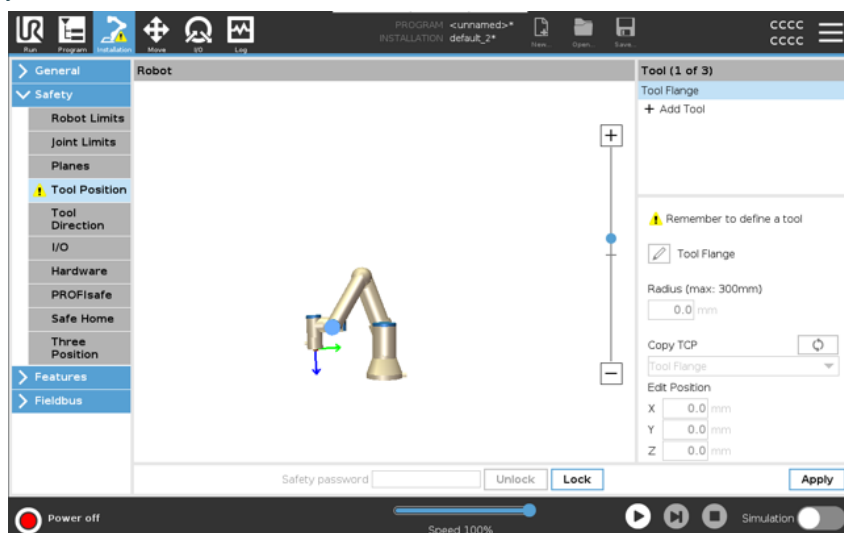 UR
PROGRAM <unnamed>*
INSTALLATION default_2*
CCCC
CCCC
Run
Program
Installation
Move
I/O
Log
New...
Open...
Save...
General
Robot
Tool (1 of 3)
Safety
Tool Flange
+ Add Tool
Robot Limits
Joint Limits
Planes
Tool Position
Tool
Direction
I/O
Hardware
PROFIsafe
Safe Home
Three
Position
Features
Fieldbus
Remember to define a tool
Tool Flange
Radius (max: 300mm)
0.0 mm
Copy TCP
Tool Flange
Edit Position
X 0.0 mm
Y 0.0 mm
Z 0.0 mm
Safety password Unlock Lock
Apply
Power off
Speed 100%
Simulation